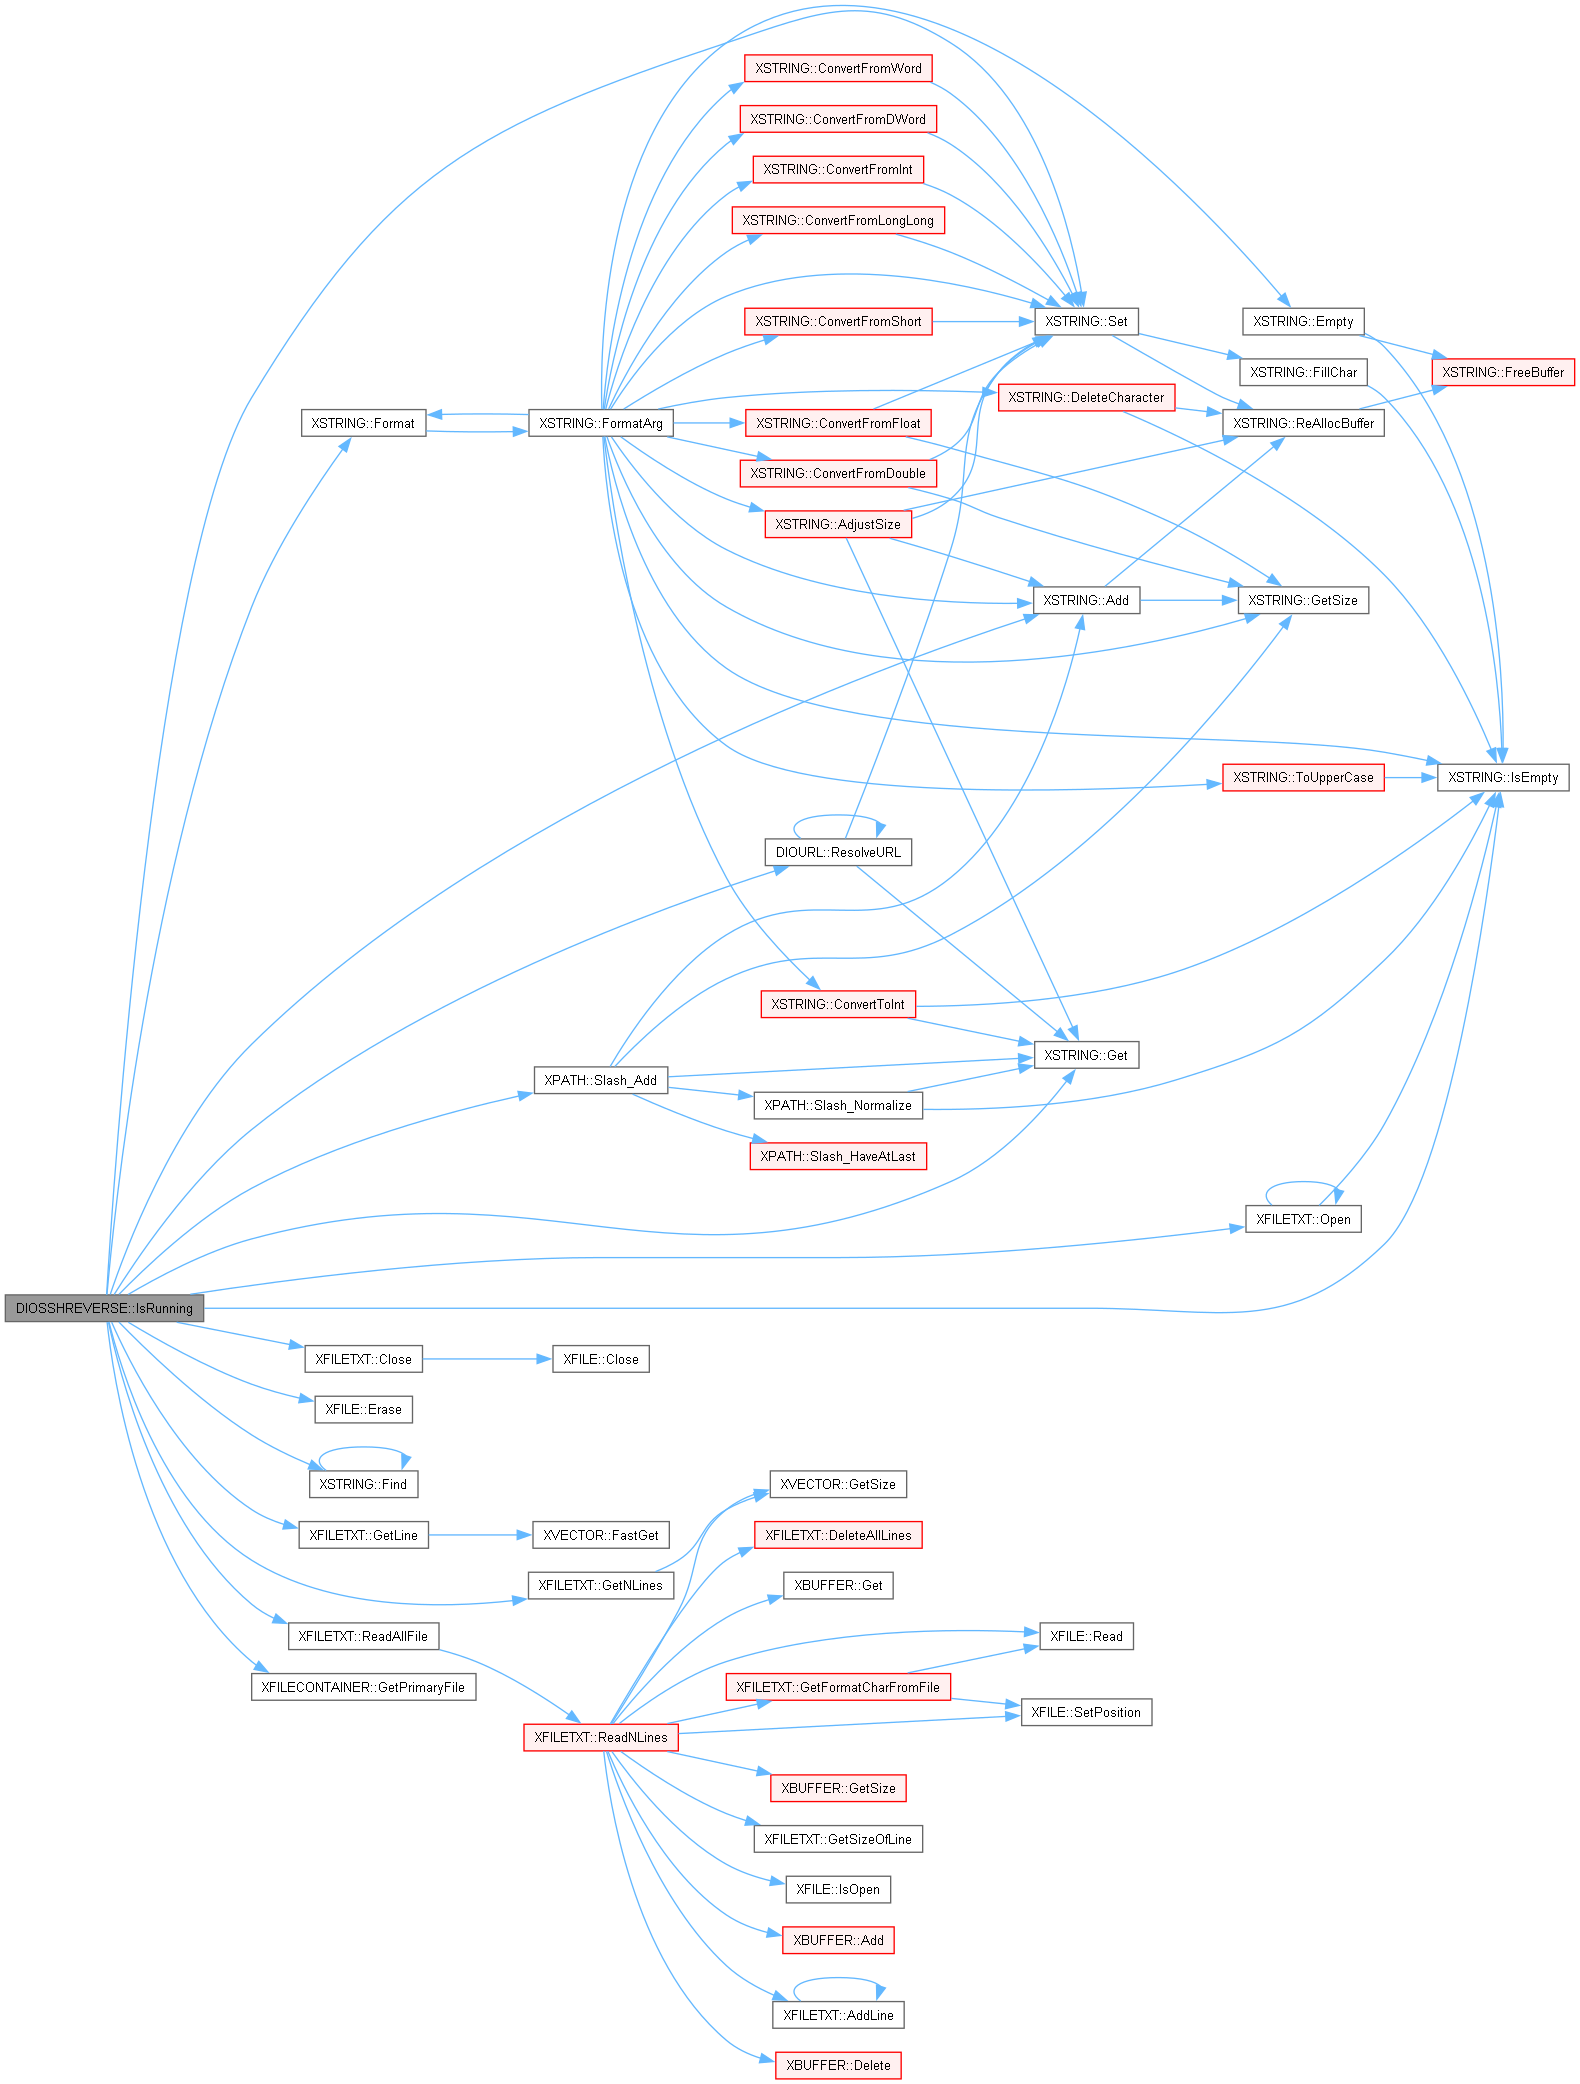 XSTRING::ConvertFromWord
XSTRING::ConvertFromDWord
XSTRING::ConvertFromInt
XSTRING::ConvertFromLongLong
XSTRING::ConvertFromShort
XSTRING::Set
XSTRING::Empty
XSTRING::FillChar
XSTRING::FreeBuffer
XSTRING::DeleteCharacter
XSTRING::Format
XSTRING::FormatArg
XSTRING::ConvertFromFloat
XSTRING::ReAllocBuffer
XSTRING::ConvertFromDouble
XSTRING::AdjustSize
XSTRING::Add
XSTRING::GetSize
XSTRING::ToUpperCase
XSTRING::IsEmpty
DIOURL::ResolveURL
XSTRING::ConvertToInt
XSTRING::Get
XPATH::Slash_Add
XPATH::Slash_Normalize
XPATH::Slash_HaveAtLast
XFILETXT::Open
DIOSSHREVERSE::IsRunning
XFILETXT::Close
XFILE::Close
XFILE::Erase
XSTRING::Find
XVECTOR::GetSize
XFILETXT::GetLine
XVECTOR::FastGet
XFILETXT::DeleteAllLines
XFILETXT::GetNLines
XBUFFER::Get
XFILETXT::ReadAllFile
XFILE::Read
XFILECONTAINER::GetPrimaryFile
XFILETXT::GetFormatCharFromFile
XFILE::SetPosition
XFILETXT::ReadNLines
XBUFFER::GetSize
XFILETXT::GetSizeOfLine
XFILE::IsOpen
XBUFFER::Add
XFILETXT::AddLine
XBUFFER::Delete